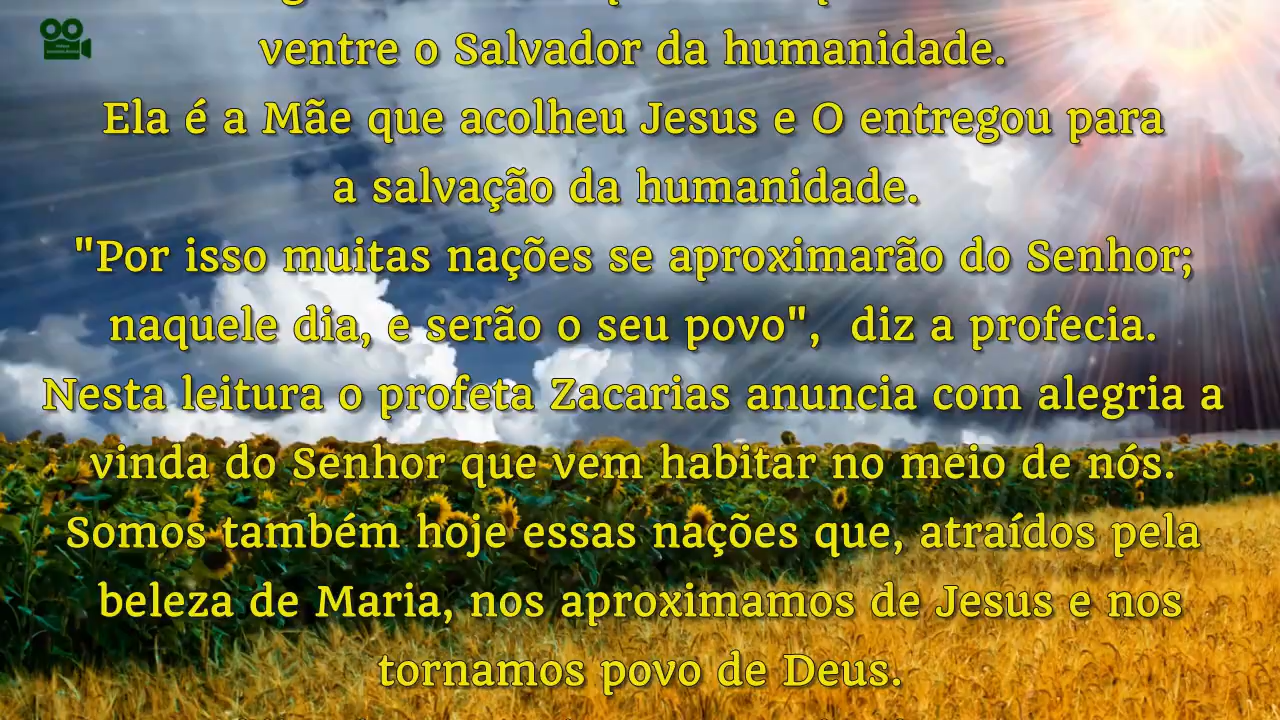 ventre o Salvador da humanidade.
Ela é a Mãe que acolheu Jesus e O entregou para
a salvação da humanidade.
"Por isso muitas nações se aproximarão do Senhor;
naquele dia, e serão o seu povo",  diz a profecia.
Nesta leitura o profeta Zacarias anuncia com alegria a
vinda do Senhor que vem habitar no meio de nós.
Somos também hoje essas nações que, atraídos pela
beleza de Maria, nos aproximamos de Jesus e nos
tornamos povo de Deus.